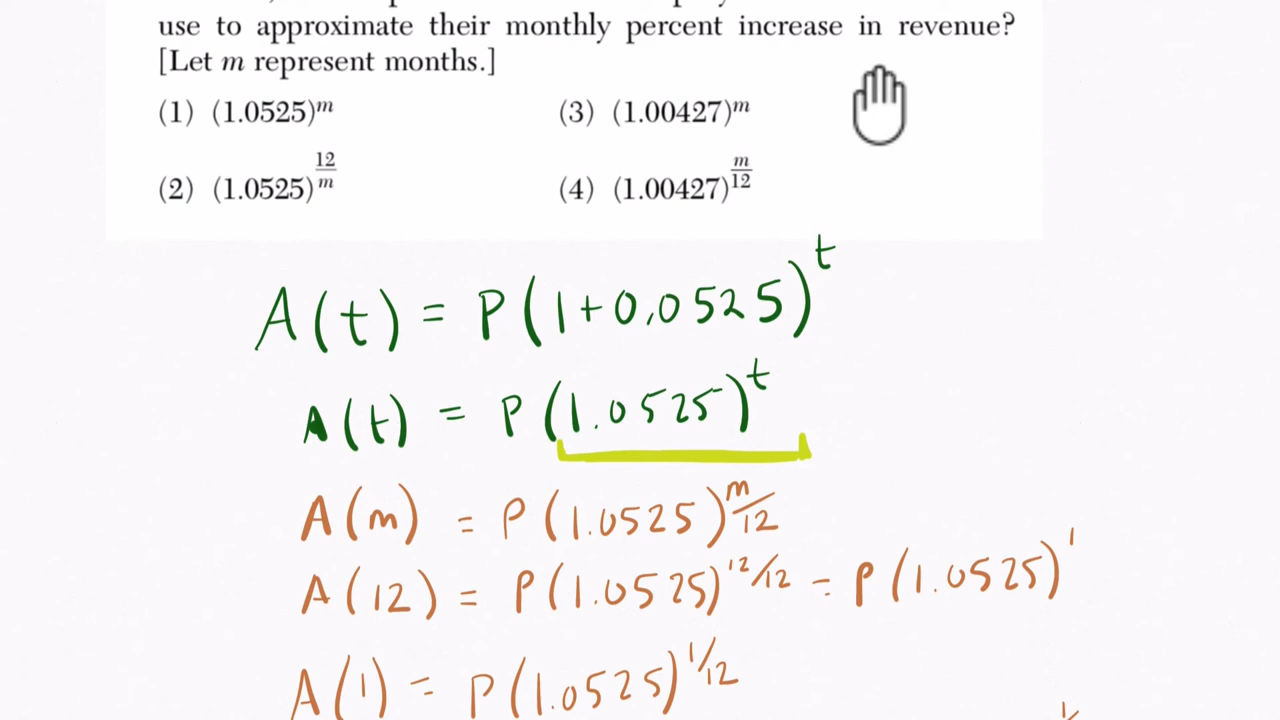 use to approximate their monthly percent increase in revenue?
[Let m represent months.]
(1) (1.0525)^m (3) (1.00427)^m
(2) (1.0525)^(12/m) (4) (1.00427)^(m/12)
A(t) = P(1+0.0525)^t
A(t) = P(1.0525)^t
A(m) = P(1.0525)^(m/12)
A(12) = P(1.0525)^(12/12) = P(1.0525)^1
A(1) = P(1.0525)^(1/12)